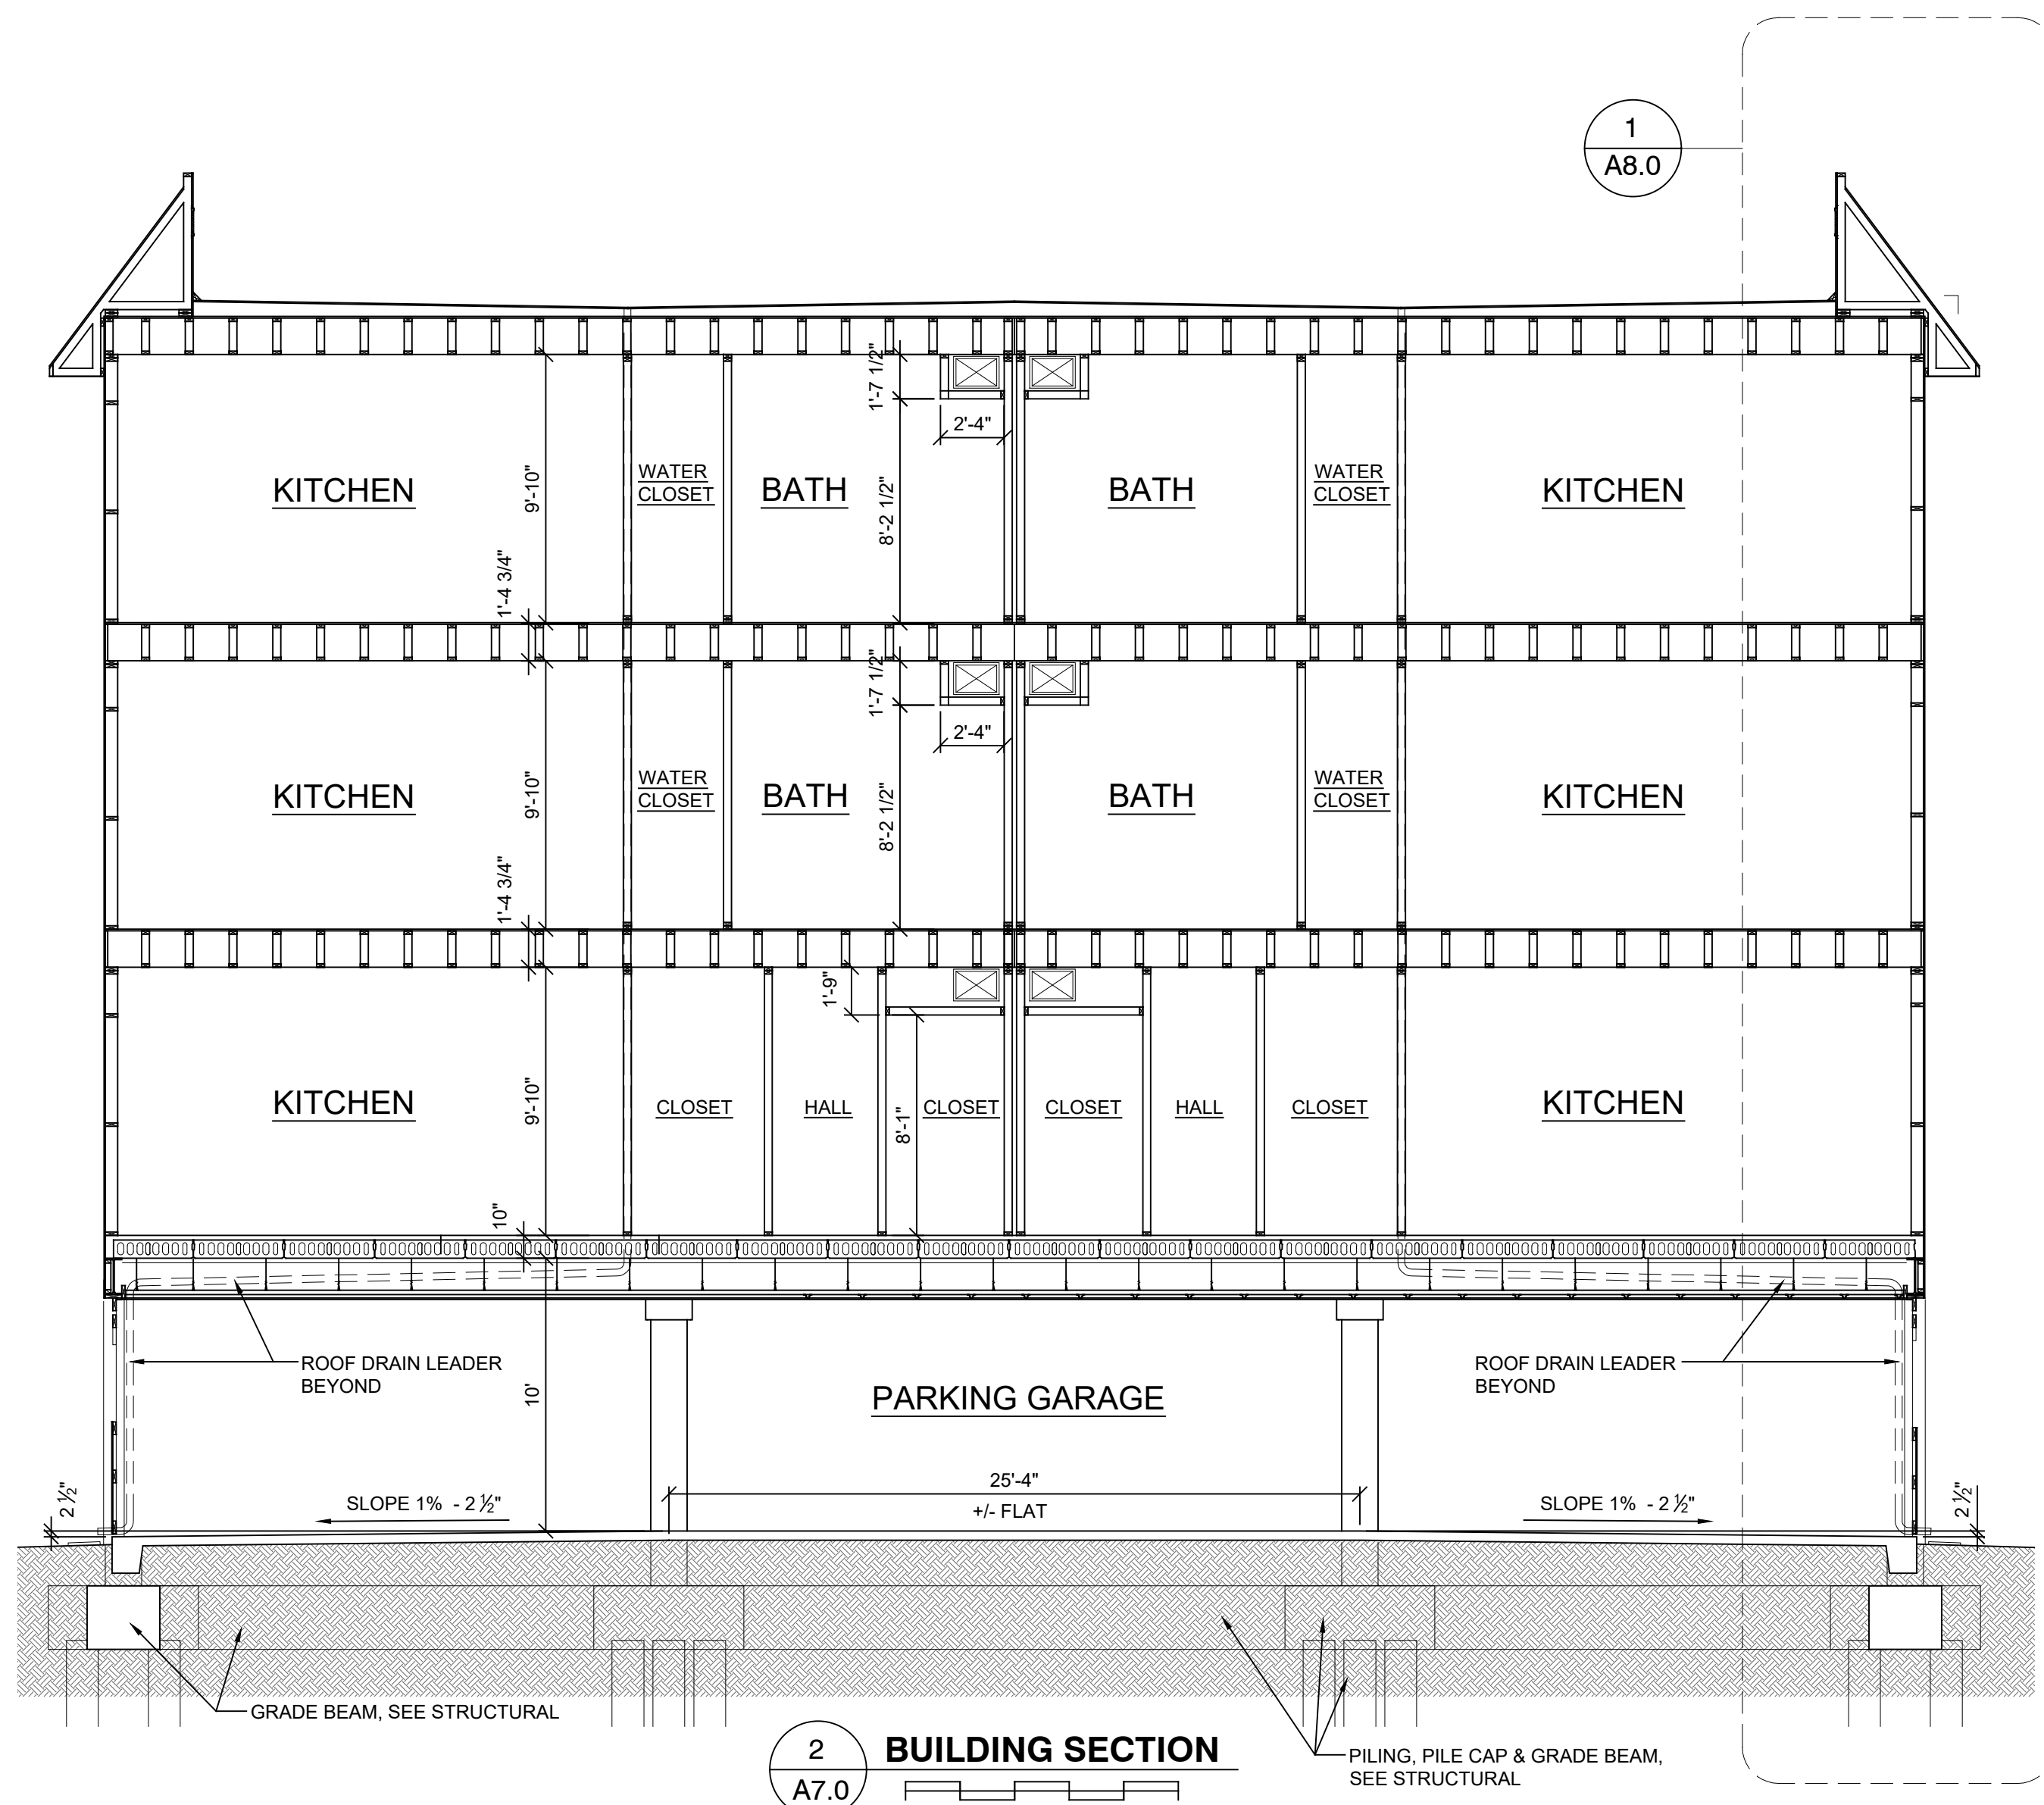 1
A8.0
1'-7 1/2"
2'-4"
KITCHEN
9'-10"
WATER
CLOSET
BATH
8'-2 1/2"
BATH
WATER
CLOSET
KITCHEN
1'-4 3/4"
1'-7 1/2"
2'-4"
KITCHEN
9'-10"
WATER
CLOSET
BATH
8'-2 1/2"
BATH
WATER
CLOSET
KITCHEN
1'-4 3/4"
1'-9"
KITCHEN
9'-10"
CLOSET
HALL
8'-1"
CLOSET
CLOSET
HALL
CLOSET
KITCHEN
10"
ROOF DRAIN LEADER
BEYOND
10'
PARKING GARAGE
ROOF DRAIN LEADER
BEYOND
2 ½"
SLOPE 1% - 2 ½"
25'-4"
+/- FLAT
SLOPE 1% - 2 ½"
2 ½"
GRADE BEAM, SEE STRUCTURAL
2
A7.0
BUILDING SECTION
PILING, PILE CAP & GRADE BEAM,
SEE STRUCTURAL